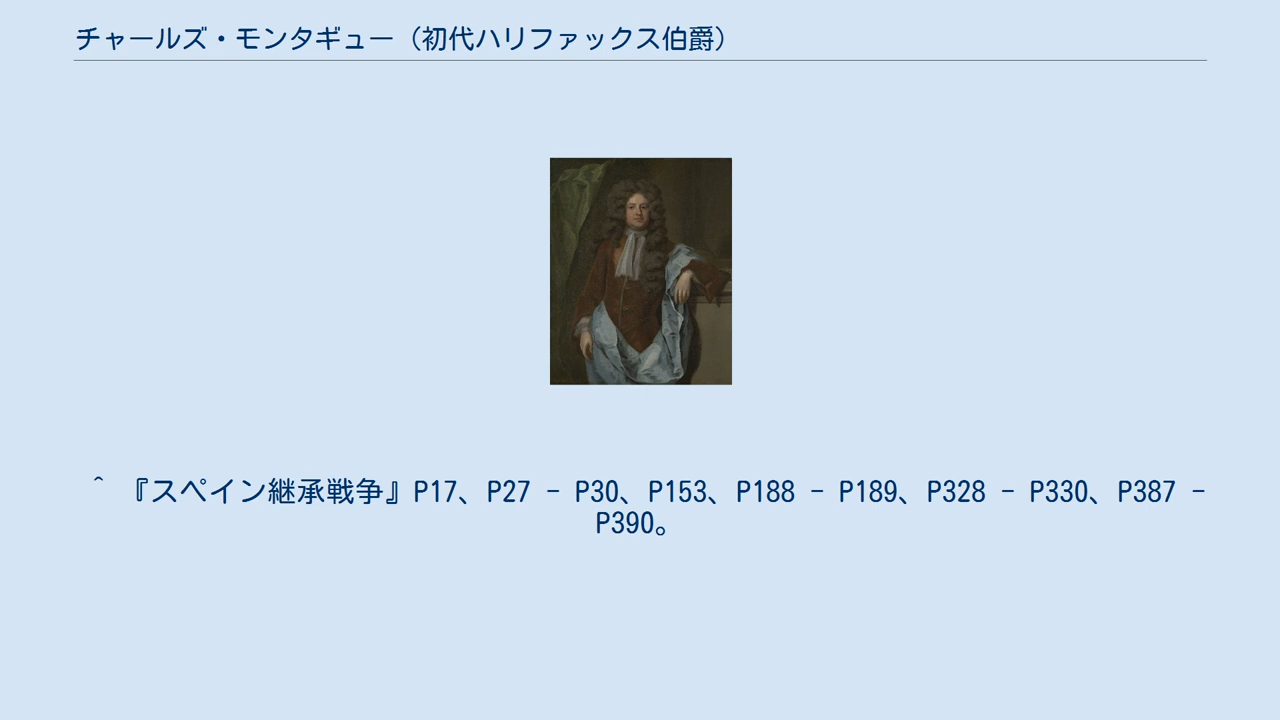 チャールズ・モンタギュー（初代ハリファックス伯爵）
^ 『スペイン継承戦争』P17、P27 - P30、P153、P188 - P189、P328 - P330、P387 -
P390。